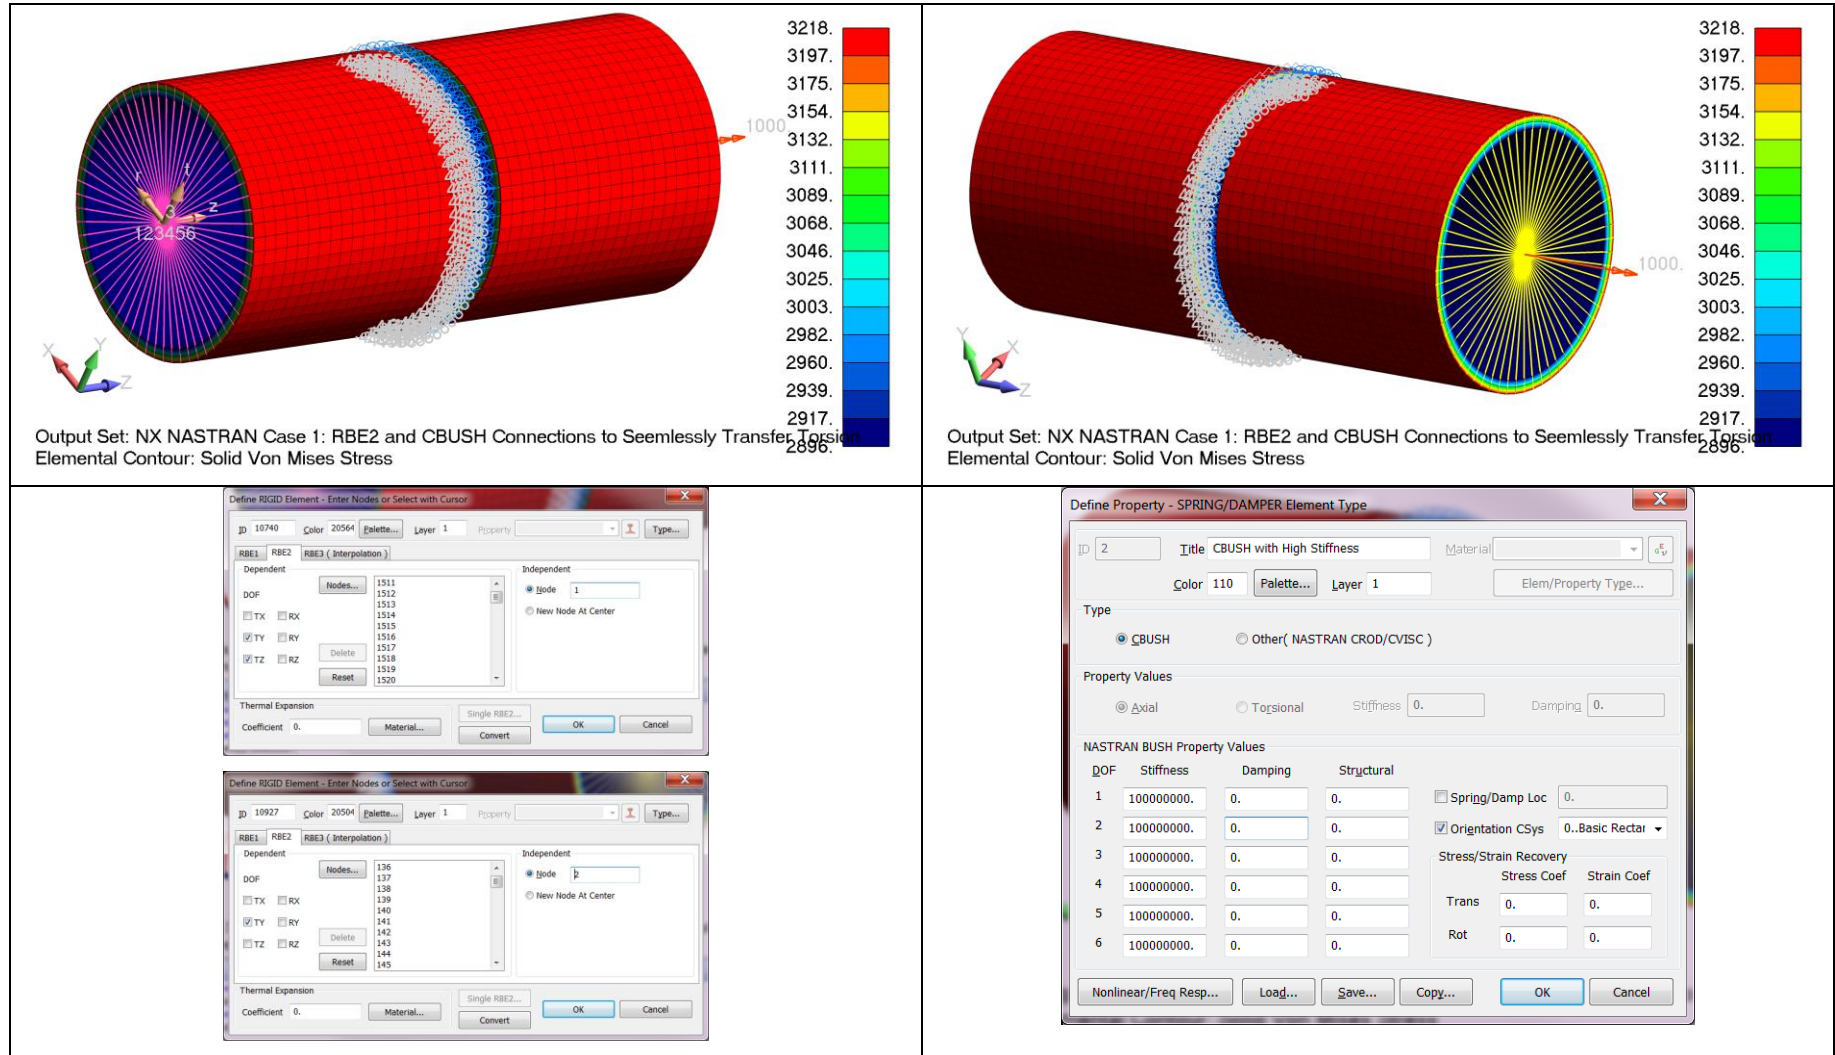 3218.
3197.
3175.
3154.
3132.
3111.
3089.
3068.
3046.
3025.
3003.
2982.
2960.
2939.
2917.
2896.
1000
r
t
z
3
123456
X
Y
Z
Output Set: NX NASTRAN Case 1: RBE2 and CBUSH Connections to Seemlessly Transfer Torsion
Elemental Contour: Solid Von Mises Stress
3218.
3197.
3175.
3154.
3132.
3111.
3089.
3068.
3046.
3025.
3003.
2982.
2960.
2939.
2917.
2896.
1000.
Y
X
Z
Output Set: NX NASTRAN Case 1: RBE2 and CBUSH Connections to Seemlessly Transfer Torsion
Elemental Contour: Solid Von Mises Stress
Define RIGID Element - Enter Nodes or Select with Cursor
X
ID 10740 Color 20564 Palette... Layer 1 Property Type...
RBE1 RBE2 RBE3 ( Interpolation )
Dependent
Independent
DOF
TX RX
TY RY
TZ RZ
Nodes...
Delete
Reset
1511
1512
1513
1514
1515
1516
1517
1518
1519
1520
Node 1
New Node At Center
Thermal Expansion
Coefficient 0. Material...
Single RBE2...
Convert
OK
Cancel
Define RIGID Element - Enter Nodes or Select with Cursor
X
ID 10927 Color 20504 Palette... Layer 1 Property Type...
RBE1 RBE2 RBE3 ( Interpolation )
Dependent
Independent
DOF
TX RX
TY RY
TZ RZ
Nodes...
Delete
Reset
136
137
138
139
140
141
142
143
144
145
Node 2
New Node At Center
Thermal Expansion
Coefficient 0. Material...
Single RBE2...
Convert
OK
Cancel
Define Property - SPRING/DAMPER Element Type
X
ID 2 Title CBUSH with High Stiffness Material
Color 110 Palette... Layer 1 Elem/Property Type...
Type
CBUSH Other( NASTRAN CROD/CVISC )
Property Values
Axial Torsional Stiffness 0. Damping 0.
NASTRAN BUSH Property Values
DOF Stiffness Damping Structural
1 100000000. 0. 0. Spring/Damp Loc 0.
2 100000000. 0. 0. Orientation CSys 0..Basic Rectar
3 100000000. 0. 0.
4 100000000. 0. 0.
5 100000000. 0. 0.
6 100000000. 0. 0.
Stress/Strain Recovery
Stress Coef Strain Coef
Trans 0. 0.
Rot 0. 0.
Nonlinear/Freq Resp... Load... Save... Copy... OK Cancel